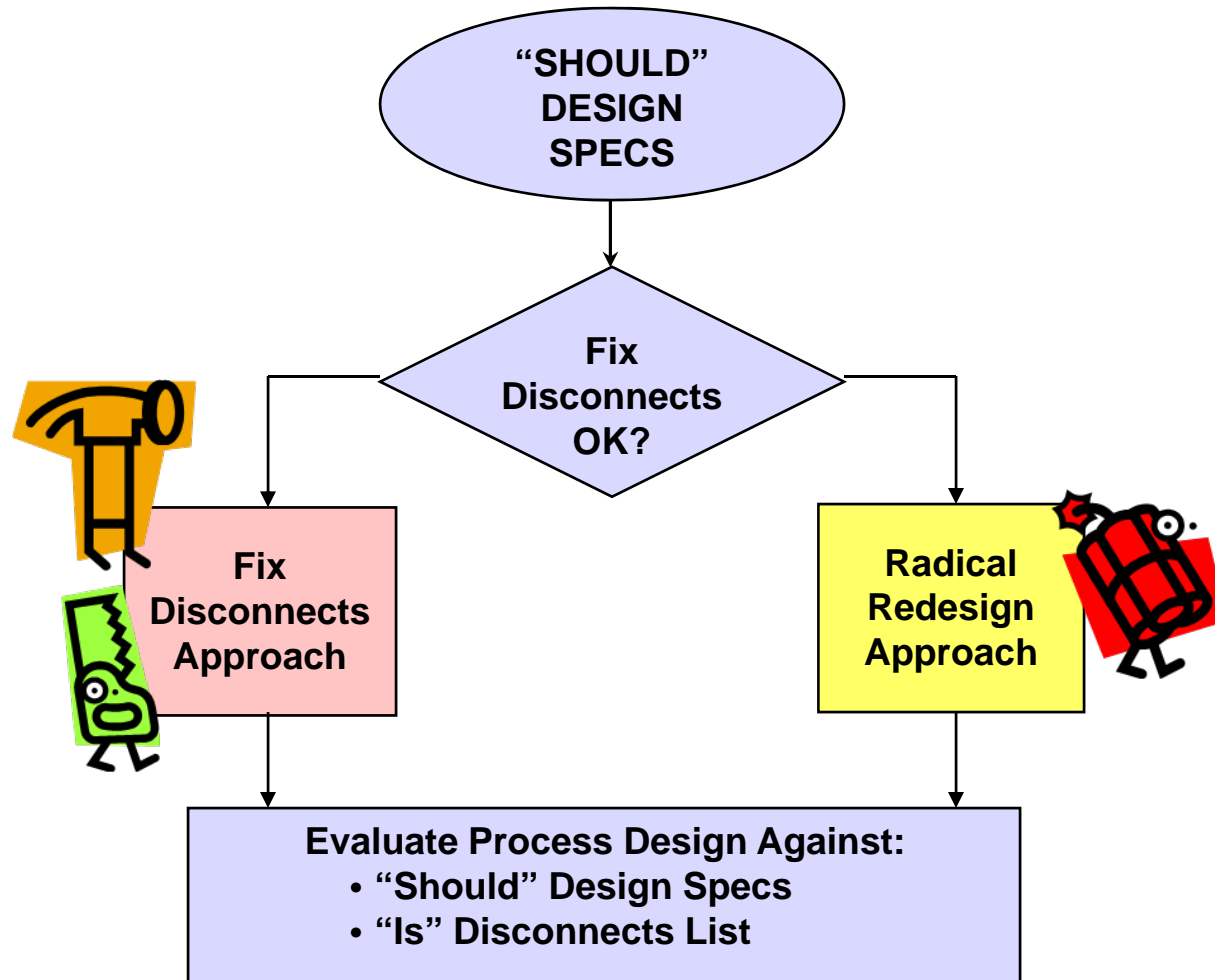 “SHOULD”
DESIGN
SPECS
Fix
Disconnects
OK?
Fix
Disconnects
Approach
Radical
Redesign
Approach
Evaluate Process Design Against:
• “Should” Design Specs
• “Is” Disconnects List